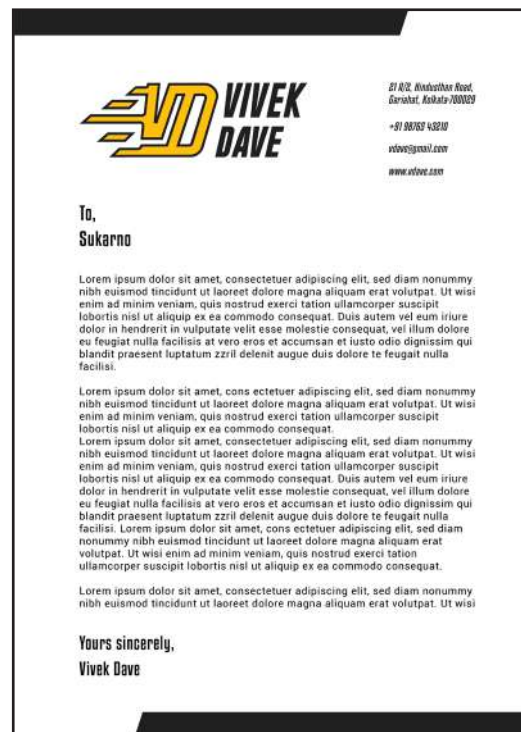 VD VIVEK
DAVE
21 A/2, Hindusthan Road,
Gariahat, Kolkata-700029
+91 98763 43210
vdave@gmail.com
www.vdave.com
To,
Sukarno
Lorem ipsum dolor sit amet, consectetuer adipiscing elit, sed diam nonummy
nibh euismod tincidunt ut laoreet dolore magna aliquam erat volutpat. Ut wisi
enim ad minim veniam, quis nostrud exerci tation ullamcorper suscipit
lobortis nisl ut aliquip ex ea commodo consequat. Duis autem vel eum iriure
dolor in hendrerit in vulputate velit esse molestie consequat, vel illum dolore
eu feugiat nulla facilisis at vero eros et accumsan et iusto odio dignissim qui
blandit praesent luptatum zzril delenit augue duis dolore te feugait nulla
facilisi.
Lorem ipsum dolor sit amet, cons ectetuer adipiscing elit, sed diam nonummy
nibh euismod tincidunt ut laoreet dolore magna aliquam erat volutpat. Ut wisi
enim ad minim veniam, quis nostrud exerci tation ullamcorper suscipit
lobortis nisl ut aliquip ex ea commodo consequat.
Lorem ipsum dolor sit amet, consectetuer adipiscing elit, sed diam nonummy
nibh euismod tincidunt ut laoreet dolore magna aliquam erat volutpat. Ut wisi
enim ad minim veniam, quis nostrud exerci tation ullamcorper suscipit
lobortis nisl ut aliquip ex ea commodo consequat. Duis autem vel eum iriure
dolor in hendrerit in vulputate velit esse molestie consequat, vel illum dolore
eu feugiat nulla facilisis at vero eros et accumsan et iusto odio dignissim qui
blandit praesent luptatum zzril delenit augue duis dolore te feugait nulla
facilisi. Lorem ipsum dolor sit amet, cons ectetuer adipiscing elit, sed diam
nonummy nibh euismod tincidunt ut laoreet dolore magna aliquam erat
volutpat. Ut wisi enim ad minim veniam, quis nostrud exerci tation
ullamcorper suscipit lobortis nisl ut aliquip ex ea commodo consequat.
Lorem ipsum dolor sit amet, consectetuer adipiscing elit, sed diam nonummy
nibh euismod tincidunt ut laoreet dolore magna aliquam erat volutpat. Ut wisi
Yours sincerely,
Vivek Dave